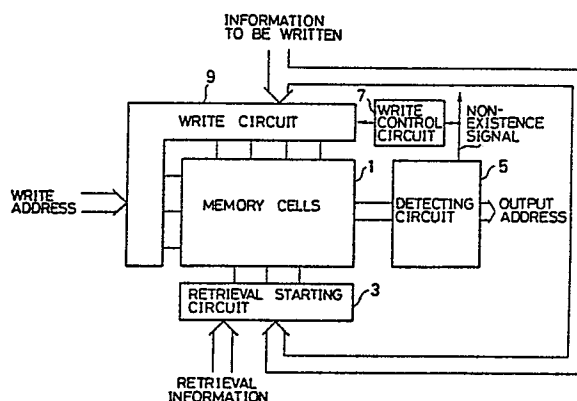 INFORMATION
TO BE WRITTEN
9
WRITE CIRCUIT
7
WRITE
CONTROL
CIRCUIT
NON-
EXISTENCE
SIGNAL
1
5
WRITE
ADDRESS
MEMORY CELLS
DETECTING
CIRCUIT
OUTPUT
ADDRESS
RETRIEVAL STARTING
CIRCUIT
3
RETRIEVAL
INFORMATION